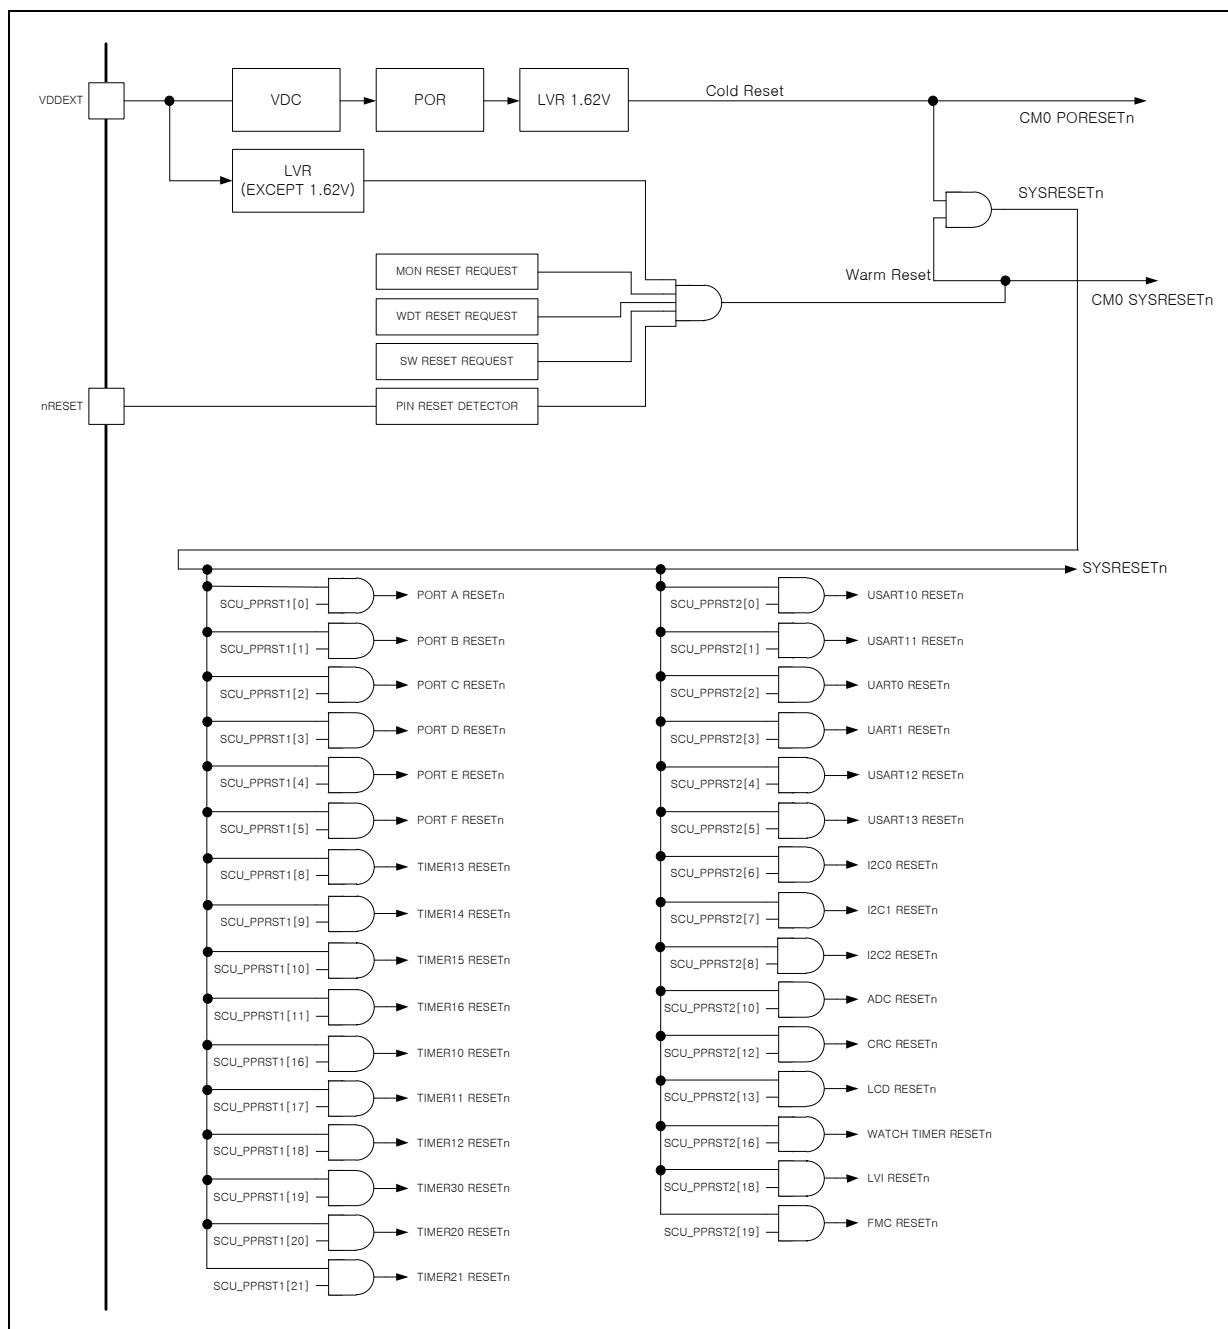 VDDEXT
VDC
POR
LVR 1.62V
Cold Reset
CM0 PORESETn
LVR
(EXCEPT 1.62V)
SYSRESETn
MON RESET REQUEST
Warm Reset
CM0 SYSRESETn
WDT RESET REQUEST
SW RESET REQUEST
nRESET
PIN RESET DETECTOR
SYSRESETn
SCU_PPRST1[0]
PORT A RESETn
SCU_PPRST1[1]
PORT B RESETn
SCU_PPRST1[2]
PORT C RESETn
SCU_PPRST1[3]
PORT D RESETn
SCU_PPRST1[4]
PORT E RESETn
SCU_PPRST1[5]
PORT F RESETn
SCU_PPRST1[8]
TIMER13 RESETn
SCU_PPRST1[9]
TIMER14 RESETn
SCU_PPRST1[10]
TIMER15 RESETn
SCU_PPRST1[11]
TIMER16 RESETn
SCU_PPRST1[16]
TIMER10 RESETn
SCU_PPRST1[17]
TIMER11 RESETn
SCU_PPRST1[18]
TIMER12 RESETn
SCU_PPRST1[19]
TIMER30 RESETn
SCU_PPRST1[20]
TIMER20 RESETn
SCU_PPRST1[21]
TIMER21 RESETn
SCU_PPRST2[0]
USART10 RESETn
SCU_PPRST2[1]
USART11 RESETn
SCU_PPRST2[2]
UART0 RESETn
SCU_PPRST2[3]
UART1 RESETn
SCU_PPRST2[4]
USART12 RESETn
SCU_PPRST2[5]
USART13 RESETn
SCU_PPRST2[6]
I2C0 RESETn
SCU_PPRST2[7]
I2C1 RESETn
SCU_PPRST2[8]
I2C2 RESETn
SCU_PPRST2[10]
ADC RESETn
SCU_PPRST2[12]
CRC RESETn
SCU_PPRST2[13]
LCD RESETn
SCU_PPRST2[16]
WATCH TIMER RESETn
SCU_PPRST2[18]
LVI RESETn
SCU_PPRST2[19]
FMC RESETn